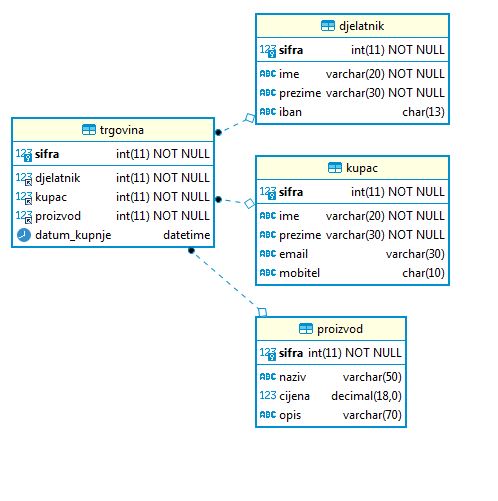 djelatnik
123 sifra int(11) NOT NULL
ABC ime varchar(20) NOT NULL
ABC prezime varchar(30) NOT NULL
ABC iban char(13)
trgovina
123 sifra int(11) NOT NULL
123 djelatnik int(11) NOT NULL
123 kupac int(11) NOT NULL
123 proizvod int(11) NOT NULL
datum_kupnje datetime
kupac
123 sifra int(11) NOT NULL
ABC ime varchar(20) NOT NULL
ABC prezime varchar(30) NOT NULL
ABC email varchar(30)
ABC mobitel char(10)
proizvod
123 sifra int(11) NOT NULL
ABC naziv varchar(50)
123 cijena decimal(18,0)
ABC opis varchar(70)